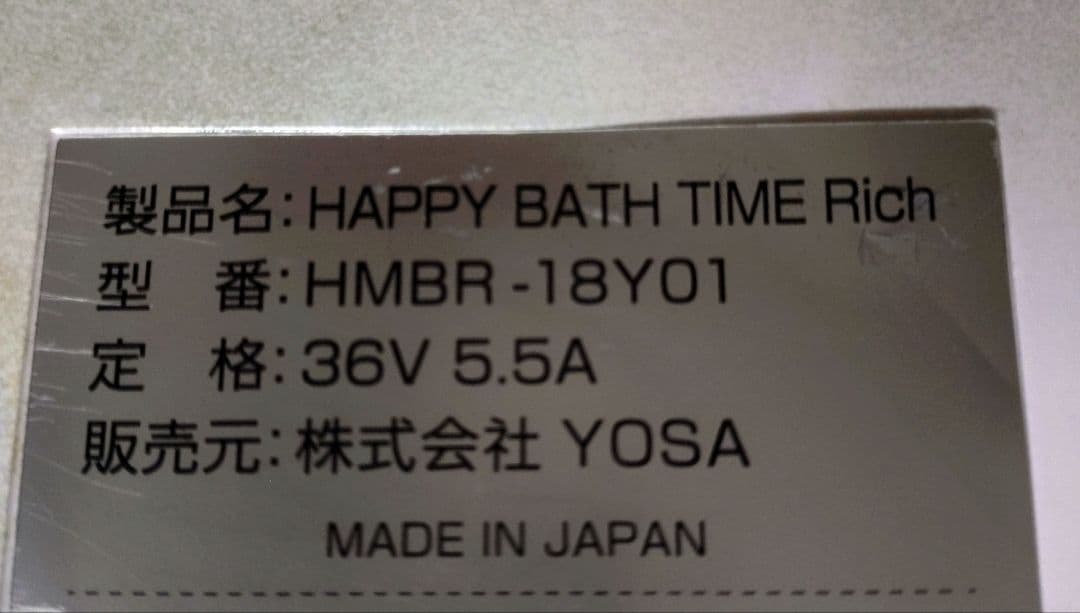 製品名: HAPPY BATH TIME Rich
型　番: HMBR -18Y01
定　格: 36V 5.5A
販売元: 株式会社 YOSA
MADE IN JAPAN